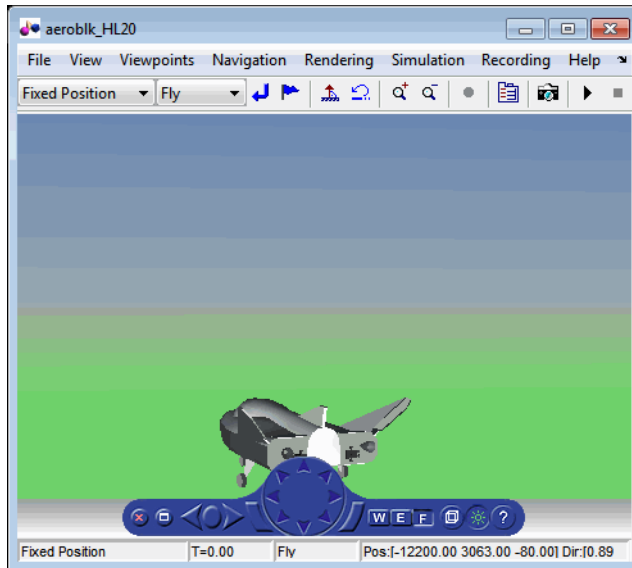 aeroblk_HL20
File View Viewpoints Navigation Rendering Simulation Recording Help
Fixed Position Fly
W E F ?
Fixed Position T=0.00 Fly Pos:[-12200.00 3063.00 -80.00] Dir:[0.89